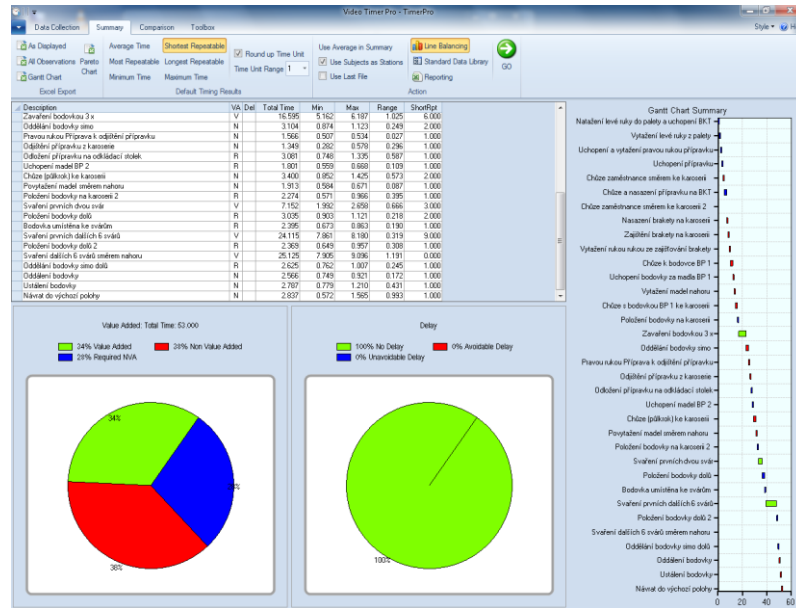 Video TimerPro - TimerPro
Data Collection Summary Comparison Toolbox Style
As Displayed Average Time Shortest Repeatable Use Average in Summary Line Balancing
All Observations Pareto Chart Most Repeatable Longest Repeatable Round up Time Unit Use Subjects as Stations Standard Data Library GO
Gantt Chart Minimum Time Maximum Time Time Unit Range 1 Use Last File Reporting
Excel Export Default Timing Results Action
Description VA Del Total Time Min Max Range ShortRpt
Zavaření bodovkou 3 x V 16.595 5.162 6.187 1.025 6.000
Oddělání bodovky simo N 3.104 0.874 1.123 0.249 2.000
Pravou rukou Příprava k odjištění přípravku N 1.566 0.507 0.534 0.027 1.000
Odjištění přípravku z karoserie N 1.349 0.282 0.578 0.296 1.000
Odložení přípravku na odkládací stolek R 3.081 0.748 1.335 0.587 1.000
Uchopení madel BP 2 R 1.801 0.559 0.668 0.109 1.000
Chůze (půlkrok) ke karoserii N 3.400 0.852 1.425 0.573 2.000
Povytažení madel směrem nahoru N 1.913 0.584 0.671 0.087 1.000
Položení bodovky na karoserii 2 R 2.274 0.571 0.966 0.395 1.000
Svaření prvních dvou svár V 7.152 1.992 2.658 0.666 3.000
Položení bodovky dolů R 3.035 0.903 1.121 0.218 2.000
Bodovka umístěna ke svárům R 2.395 0.673 0.863 0.190 1.000
Svaření prvních dalších 6 svárů V 24.115 7.861 8.180 0.319 9.000
Položení bodovky dolů 2 R 2.369 0.649 0.957 0.308 1.000
Svaření dalších 6 svárů směrem nahoru V 25.125 7.905 9.096 1.191 0.000
Oddělání bodovky simo dolů R 2.625 0.762 1.007 0.245 1.000
Oddálení bodovky N 2.566 0.749 0.921 0.172 1.000
Ustálení bodovky N 2.787 0.779 1.210 0.431 1.000
Návrat do výchozí polohy N 2.837 0.572 1.565 0.993 1.000
Value Added: Total Time: 53.000
34% Value Added 38% Non Value Added
28% Required NVA
34%
38%
Delay
100% No Delay 0% Avoidable Delay
0% Unavoidable Delay
100%
Gantt Chart Summary
Natažení levé ruky do palety a uchopení BKT
Vytažení levé ruky z palety
Uchopení a vytažení pravou rukou přípravku
Uchopení přípravku
Chůze zaměstnance směrem ke karoserii
Chůze a nasazení přípravku na BKT
Chůze zaměstnance směrem ke karoserii 2
Nasazení brakety na karoserii
Zajištění brakety na karoserii
Vytažení rukou rukou ze zajišťování brakety
Chůze k bodovce BP 1
Uchopení bodovky za madla BP 1
Vytažení madel nahoru
Chůze s bodovkou BP 1 ke karoserii
Položení bodovky na karoserii
Zavaření bodovkou 3 x
Oddělání bodovky simo
Pravou rukou Příprava k odjištění přípravku
Odjištění přípravku z karoserie
Odložení přípravku na odkládací stolek
Uchopení madel BP 2
Chůze (půlkrok) ke karoserii
Povytažení madel směrem nahoru
Položení bodovky na karoserii 2
Svaření prvních dvou svár
Položení bodovky dolů
Bodovka umístěna ke svárům
Svaření prvních dalších 6 svárů
Položení bodovky dolů 2
Svaření dalších 6 svárů směrem nahoru
Oddělání bodovky simo dolů
Oddálení bodovky
Ustálení bodovky
Návrat do výchozí polohy
0 20 40 60